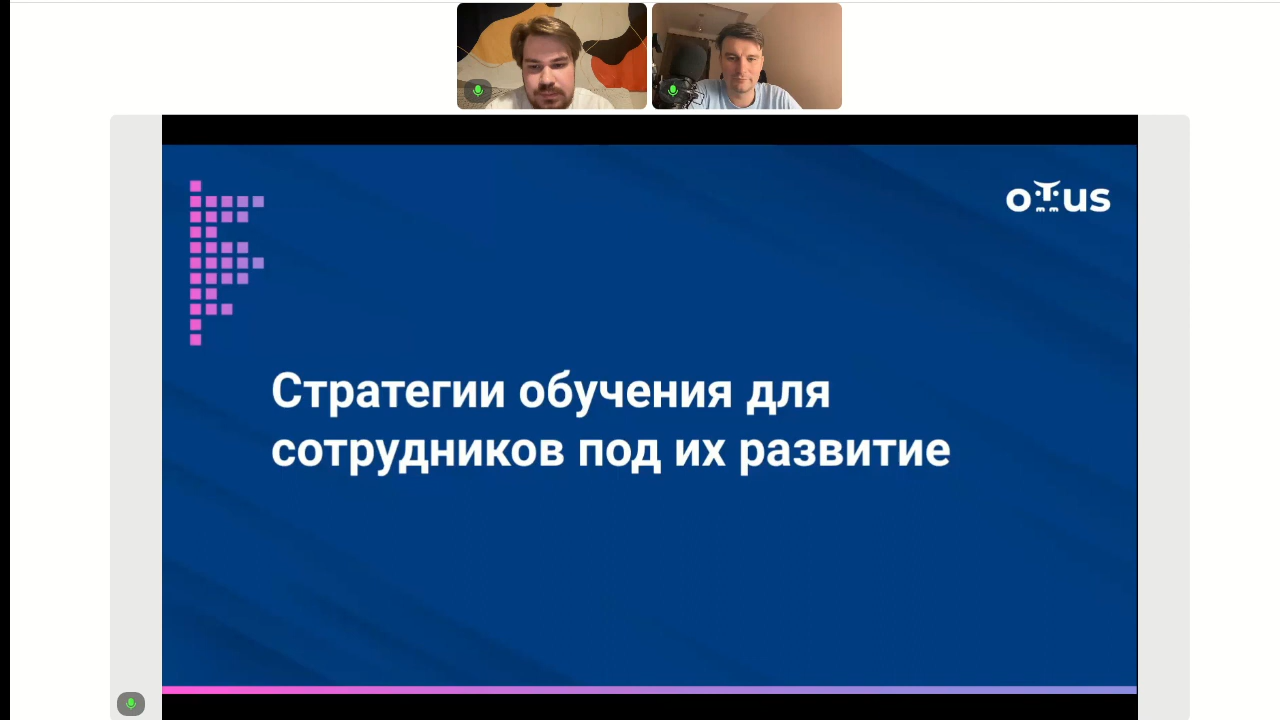 OTUS
Стратегии обучения для
сотрудников под их развитие